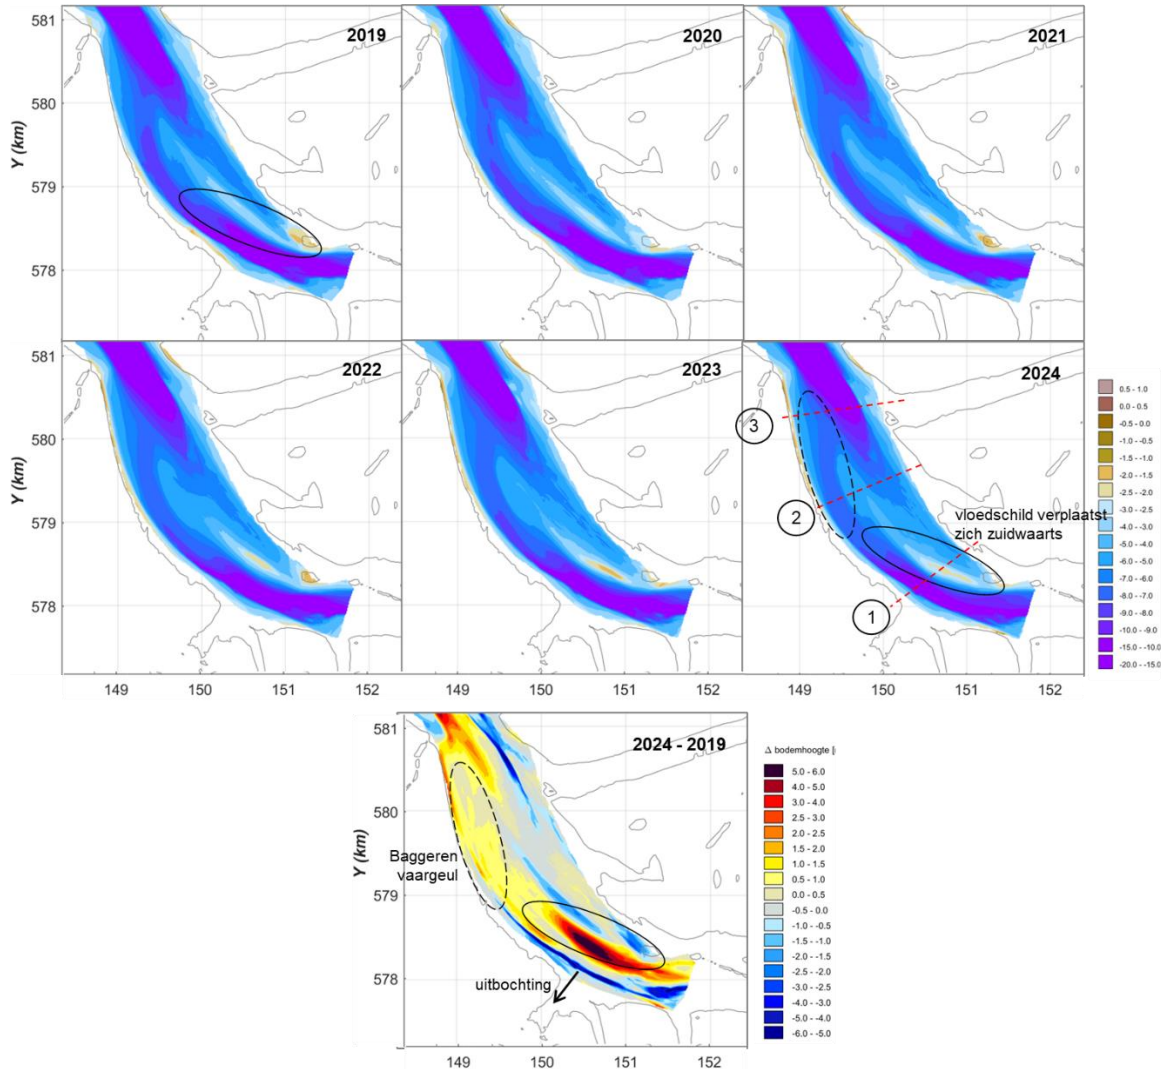 2019
2020
2021
581
580
579
578
Y (km)
2022
2023
2024
581
580
579
578
Y (km)
3
2
1
vloedschild verplaatst
zich zuidwaarts
149
150
151
152
149
150
151
152
149
150
151
152
0.5 - 1.0
0.0 - 0.5
-0.5 - 0.0
-1.0 - -0.5
-1.5 - -1.0
-2.0 - -1.5
-2.5 - -2.0
-3.0 - -2.5
-4.0 - -3.0
-5.0 - -4.0
-6.0 - -5.0
-7.0 - -6.0
-8.0 - -7.0
-9.0 - -8.0
-10.0 - -9.0
-15.0 - -10.0
-20.0 - -15.0
2024 - 2019
581
580
579
578
Y (km)
Baggeren
vaargeul
uitbochting
149
150
151
152
Δ bodemhoogte [
5.0 - 6.0
4.0 - 5.0
3.0 - 4.0
2.5 - 3.0
2.0 - 2.5
1.5 - 2.0
1.0 - 1.5
0.5 - 1.0
0.0 - 0.5
-0.5 - 0.0
-1.0 - -0.5
-1.5 - -1.0
-2.0 - -1.5
-2.5 - -2.0
-3.0 - -2.5
-4.0 - -3.0
-5.0 - -4.0
-6.0 - -5.0